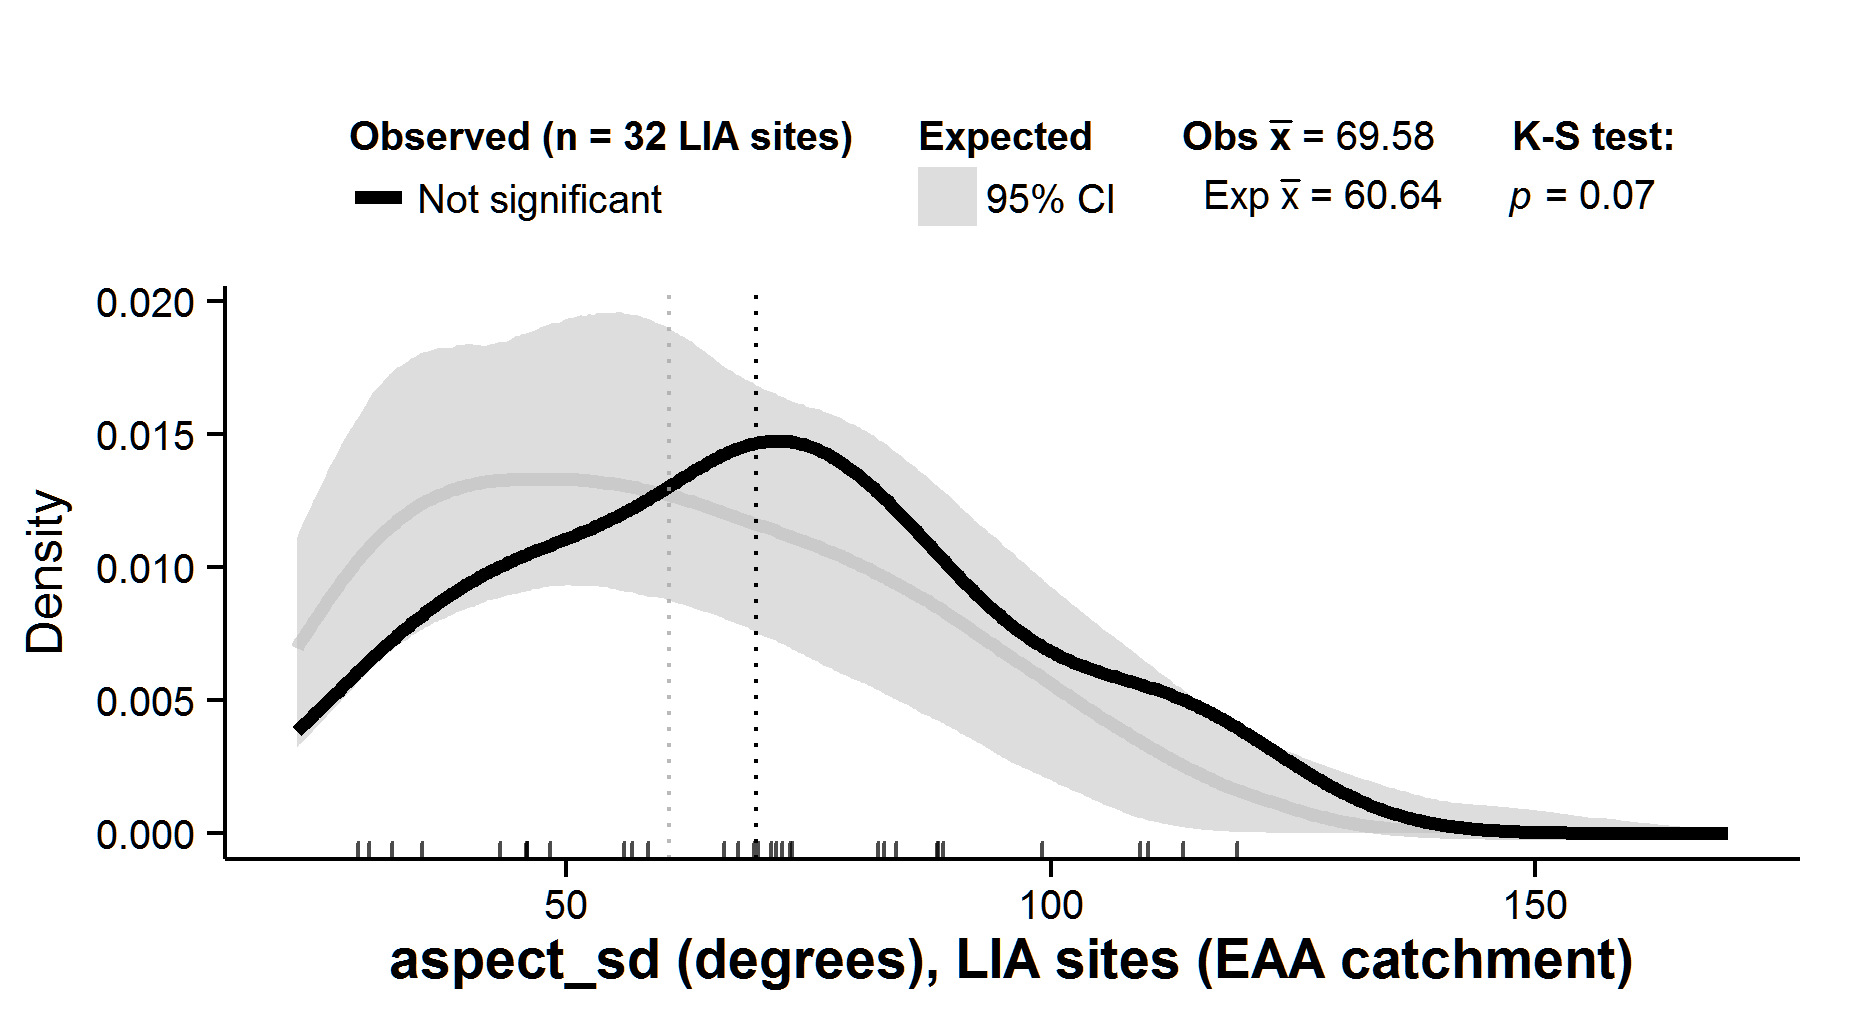 Observed (n = 32 LIA sites) Expected Obs x̅ = 69.58 K-S test:
Not significant 95% CI Exp x̅ = 60.64 p = 0.07
0.020
0.015
0.010
0.005
0.000
Density
50 100 150
aspect_sd (degrees), LIA sites (EAA catchment)